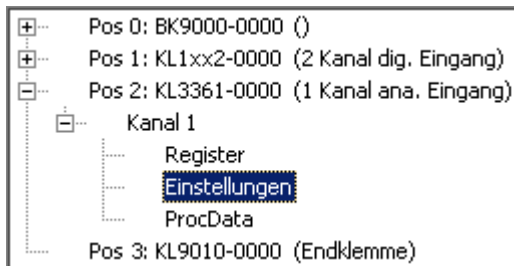 Pos 0: BK9000-0000 ()
Pos 1: KL1xx2-0000 (2 Kanal dig. Eingang)
Pos 2: KL3361-0000 (1 Kanal ana. Eingang)
Kanal 1
Register
Einstellungen
ProcData
Pos 3: KL9010-0000 (Endklemme)